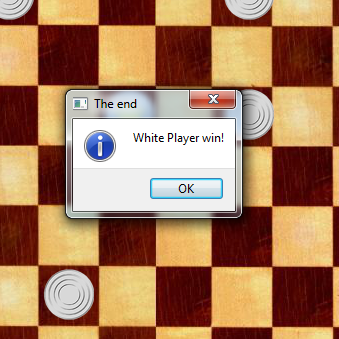 The end
White Player win!
OK